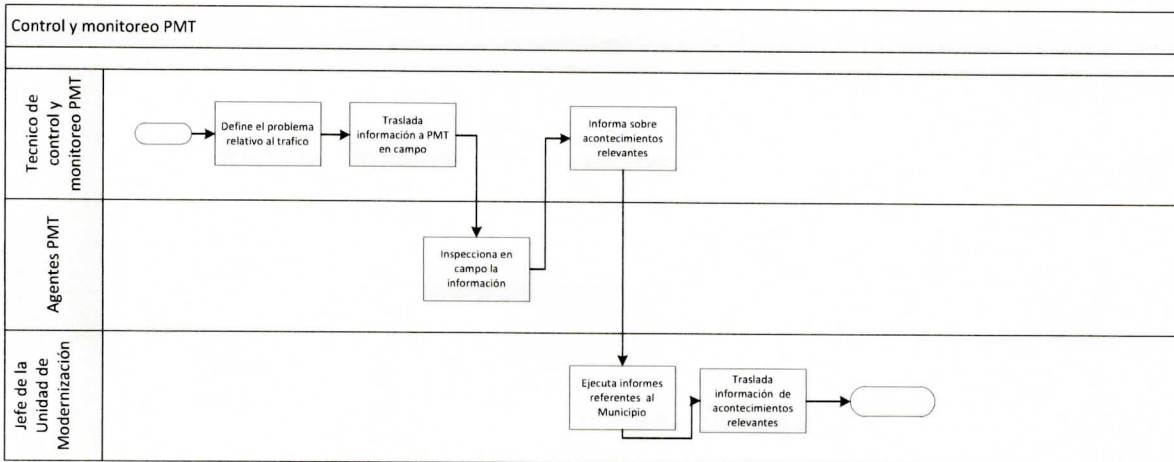 Control y monitoreo PMT
Tecnico de
control y
monitoreo PMT
Define el problema
relativo al trafico
Traslada
información a PMT
en campo
Informa sobre
acontecimientos
relevantes
Agentes PMT
Inspecciona en
campo la
información
Jefe de la
Unidad de
Modernización
Ejecuta informes
referentes al
Municipio
Traslada
información de
acontecimientos
relevantes